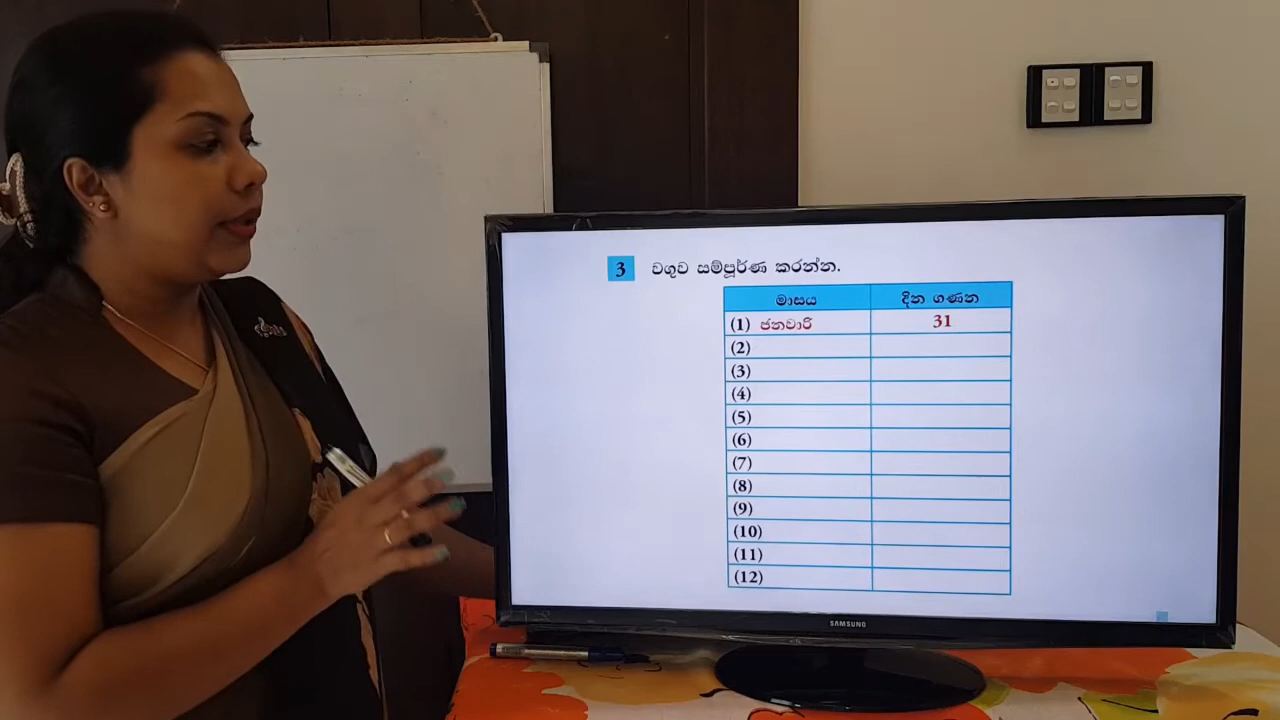 3 වගුව සම්පූර්ණ කරන්න.
මාසය දින ගණන
(1) ජනවාරි 31
(2)
(3)
(4)
(5)
(6)
(7)
(8)
(9)
(10)
(11)
(12)
SAMSUNG